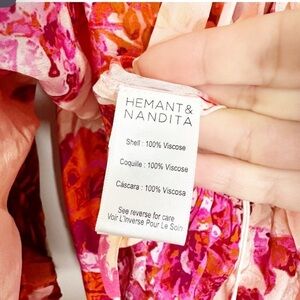 HEMANT &
NANDITA
Shell : 100% Viscose
Coquille : 100% Viscose
Cáscara : 100% Viscosa
See reverse for care
Voir L'inverse Pour Le Soin